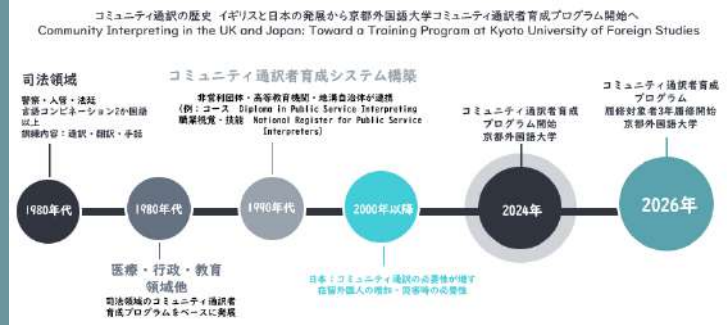 コミュニティ通訳の歴史 イギリスと日本の発展から京都外国語大学コミュニティ通訳者育成プログラム開始へ
Community Interpreting in the UK and Japan: Toward a Training Program at Kyoto University of Foreign Studies
司法領域
警察・入管・法廷
言語コンビネーション2か国語
以上
訓練内容：通訳・翻訳・手話
1980年代
1980年代
医療・行政・教育
領域他
司法領域のコミュニティ通訳者
育成プログラムをベースに発展
コミュニティ通訳者育成システム構築
非営利団体・高等教育機関・地方自治体が連携
(例：コース Diploma in Public Service Interpreting
職業視覚・技能 National Register for Public Service
Interpreters)
1990年代
2000年以降
日本：コミュニティ通訳の必要性が増す
在留外国人の増加・災害時の必要性
コミュニティ通訳者育成
プログラム開始
京都外国語大学
2024年
コミュニティ通訳者育成
プログラム
履修対象者3年履修開始
京都外国語大学
2026年